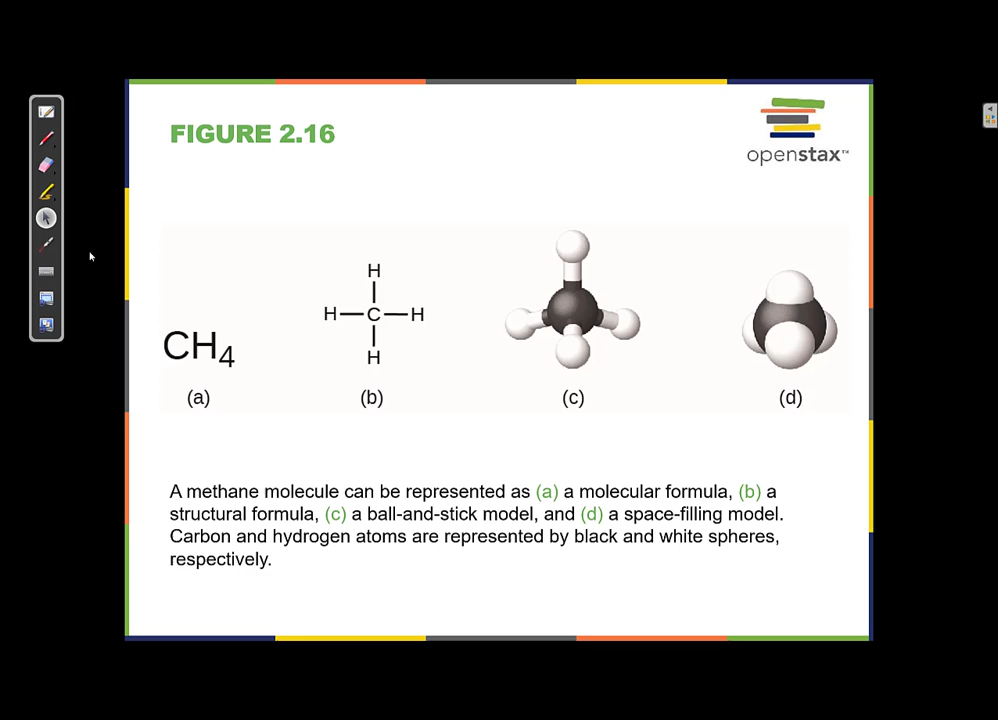 FIGURE 2.16
openstax™
H
H—C—H
H
CH₄
(a) (b) (c) (d)
A methane molecule can be represented as (a) a molecular formula, (b) a
structural formula, (c) a ball-and-stick model, and (d) a space-filling model.
Carbon and hydrogen atoms are represented by black and white spheres,
respectively.